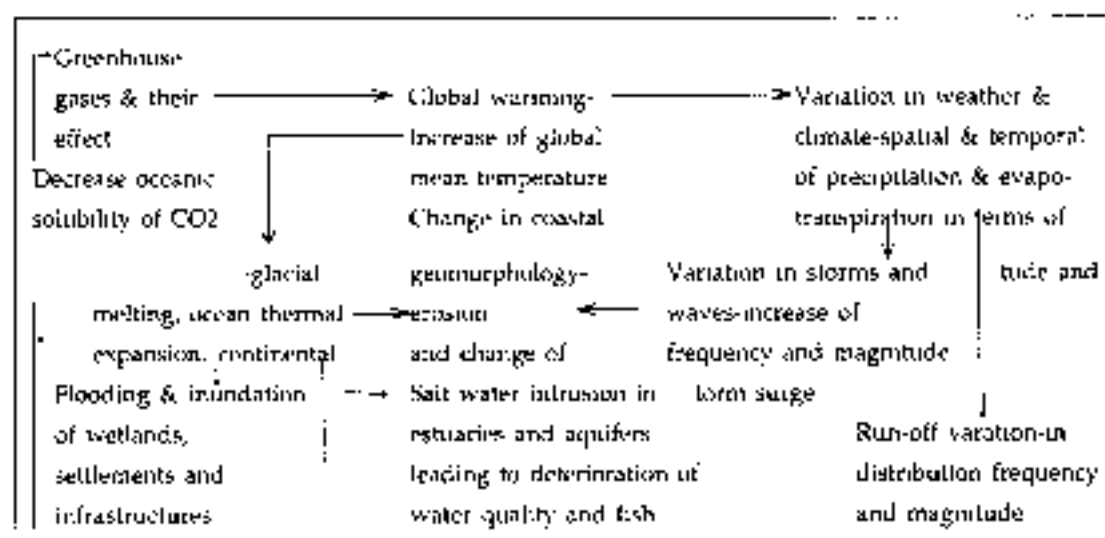 Greenhouse
gases & their
effect
Decrease oceanic
solubility of CO2
Global warming-
Increase of global
mean temperature
Change in coastal
Variation in weather &
climate-spatial & temporal
of precipitation & evapo-
transpiration in terms of
-glacial
melting, ocean thermal
expansion, continental
geomorphology-
erosion
and change of
Variation in storms and
waves-increase of
frequency and magnitude
tude and
Flooding & inundation
of wetlands,
settlements and
infrastructures
Salt water intrusion in
estuaries and aquifers
leading to deterioration of
water quality and fish
torm surge
Run-off varation-in
distribution frequency
and magnitude